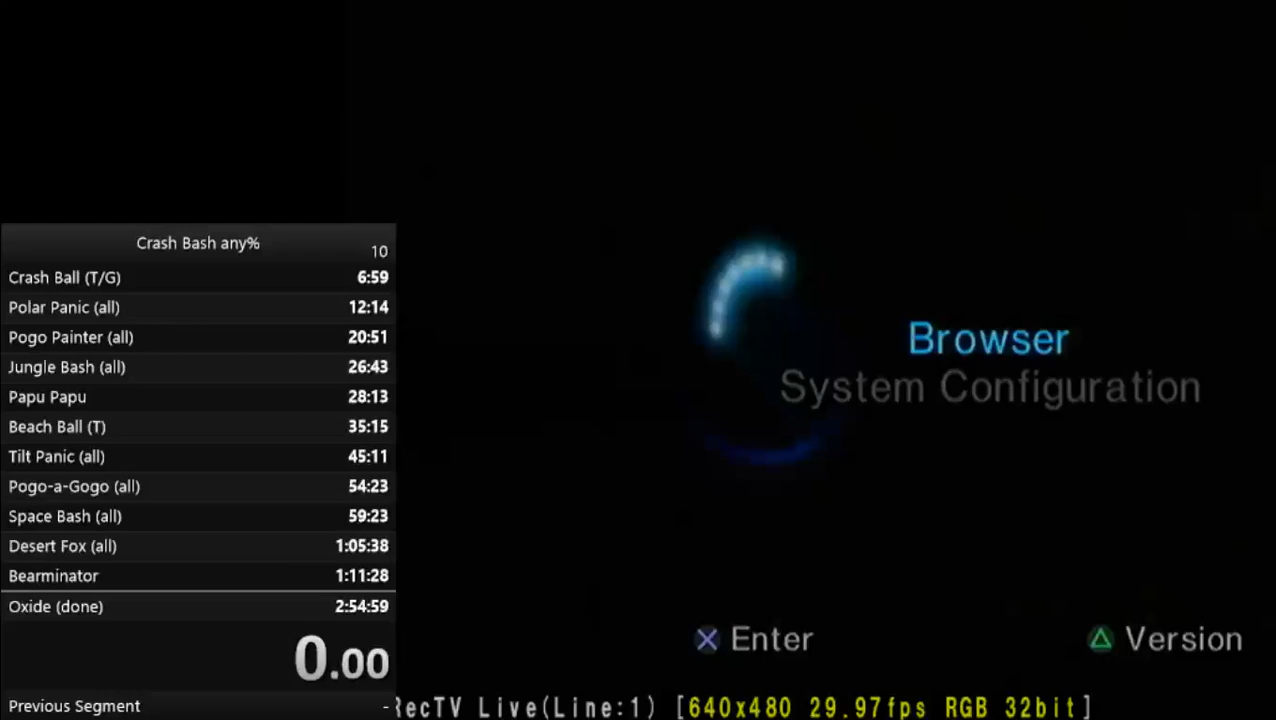 Crash Bash any%
10
Crash Ball (T/G) 6:59
Polar Panic (all) 12:14
Pogo Painter (all) 20:51
Jungle Bash (all) 26:43
Papu Papu 28:13
Beach Ball (T) 35:15
Tilt Panic (all) 45:11
Pogo-a-Gogo (all) 54:23
Space Bash (all) 59:23
Desert Fox (all) 1:05:38
Bearminator 1:11:28
Oxide (done) 2:54:59
0.00
Previous Segment -
Browser
System Configuration
Enter Version
RecTV Live(Line:1) [640x480 29.97fps RGB 32bit]